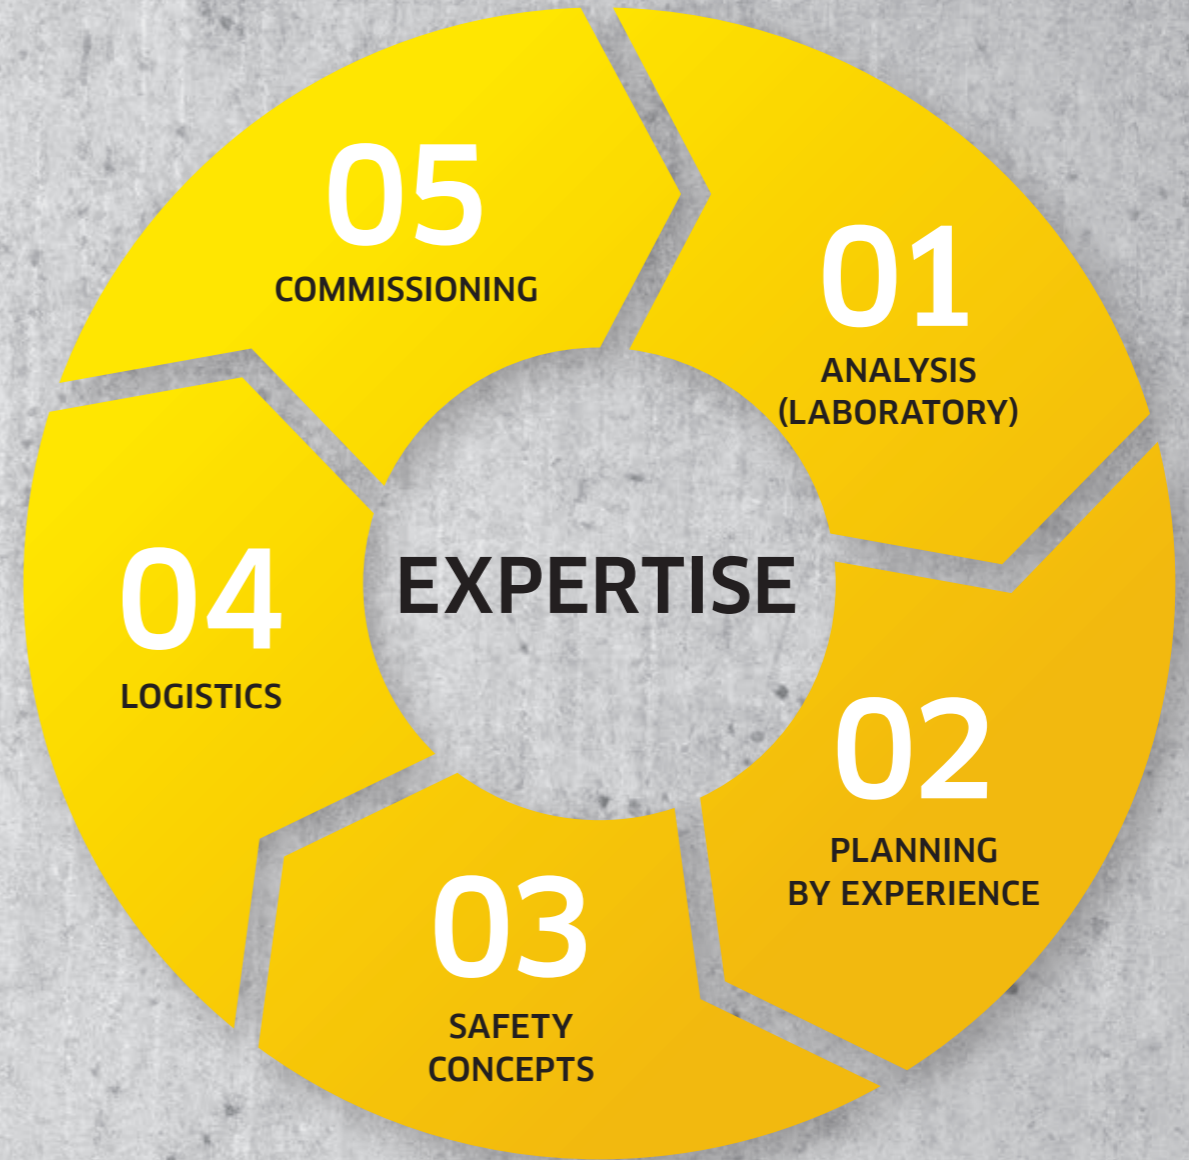 EXPERTISE
01
ANALYSIS
(LABORATORY)
02
PLANNING
BY EXPERIENCE
03
SAFETY
CONCEPTS
04
LOGISTICS
05
COMMISSIONING